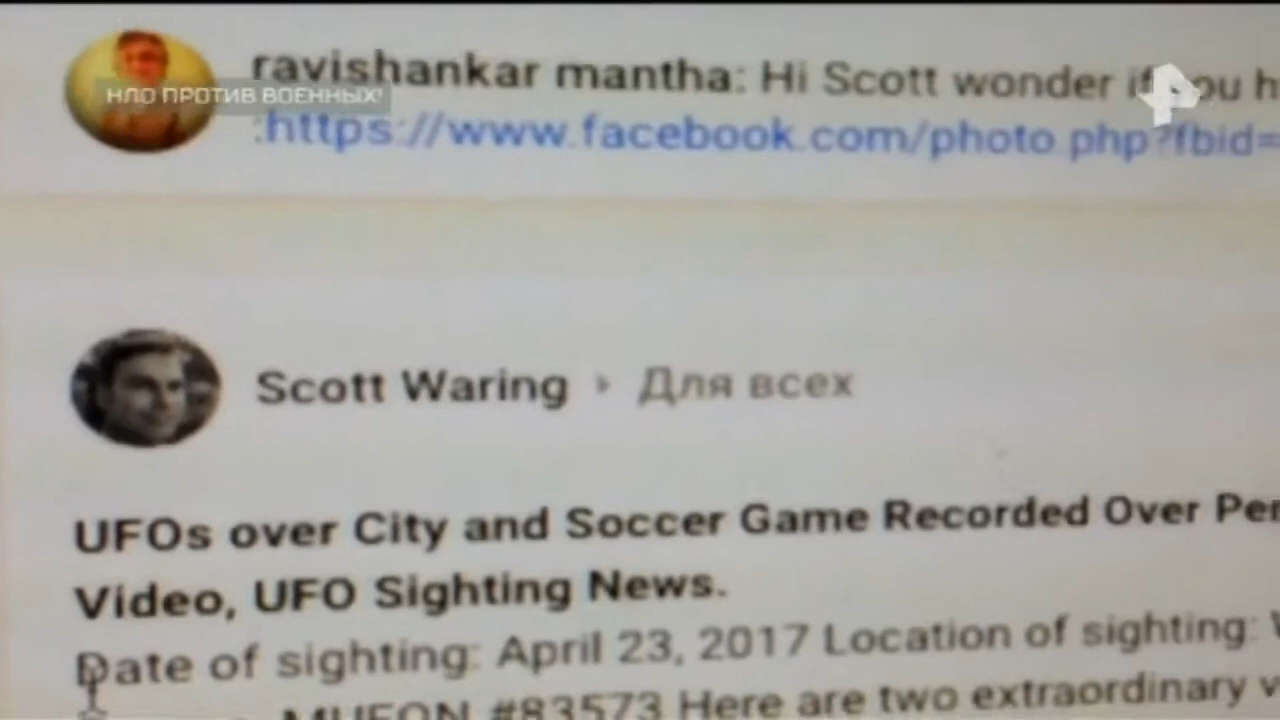 ravishankar mantha: Hi Scott wonder if you h
НЛО ПРОТИВ ВОЕННЫХ!
:https://www.facebook.com/photo.php?fbid=
Scott Waring ▸ Для всех
UFOs over City and Soccer Game Recorded Over Per
Video, UFO Sighting News.
Date of sighting: April 23, 2017 Location of sighting:
MUFON #83573 Here are two extraordinary v